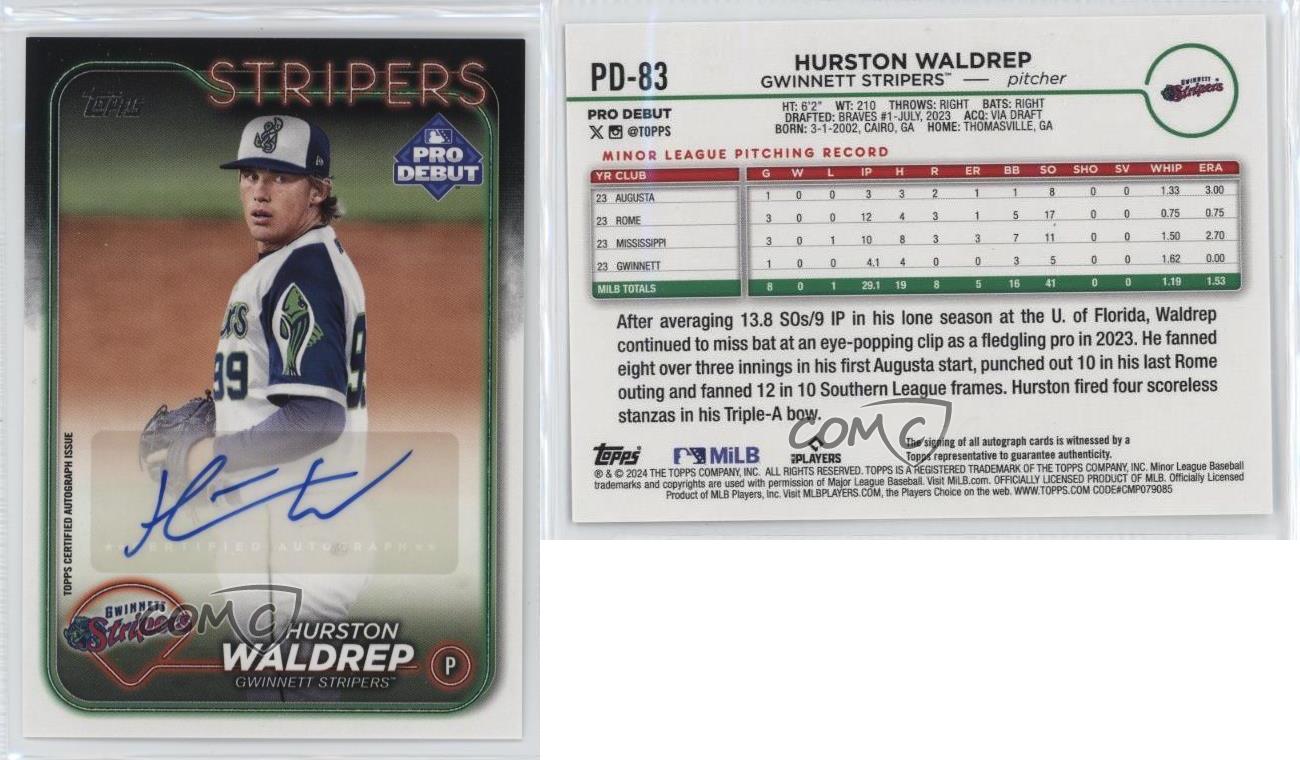 STRIPERS
Topps
PRO
DEBUT
99
TOPPS CERTIFIED AUTOGRAPH ISSUE
CERTIFIED AUTOGRAPH
GWINNETT
Stripers
COMC
HURSTON
WALDREP
P
GWINNETT STRIPERS™
PD-83
HURSTON WALDREP
GWINNETT STRIPERS™ — pitcher
GWINNETT
Stripers
PRO DEBUT
X @TOPPS
HT: 6'2" WT: 210 THROWS: RIGHT BATS: RIGHT
DRAFTED: BRAVES #1-JULY, 2023 ACQ: VIA DRAFT
BORN: 3-1-2002, CAIRO, GA HOME: THOMASVILLE, GA
MINOR LEAGUE PITCHING RECORD
YR CLUB G W L IP H R ER BB SO SHO SV WHIP ERA
23 AUGUSTA 1 0 0 3 3 2 1 1 8 0 0 1.33 3.00
23 ROME 3 0 0 12 4 3 1 5 17 0 0 0.75 0.75
23 MISSISSIPPI 3 0 1 10 8 3 3 7 11 0 0 1.50 2.70
23 GWINNETT 1 0 0 4.1 4 0 0 3 5 0 0 1.62 0.00
MILB TOTALS 8 0 1 29.1 19 8 5 16 41 0 0 1.19 1.53
After averaging 13.8 SOs/9 IP in his lone season at the U. of Florida, Waldrep
continued to miss bat at an eye-popping clip as a fledgling pro in 2023. He fanned
eight over three innings in his first Augusta start, punched out 10 in his last Rome
outing and fanned 12 in 10 Southern League frames. Hurston fired four scoreless
stanzas in his Triple-A bow.
COMC
Topps MiLB PLAYERS
The signing of all autograph cards is witnessed by a
Topps representative to guarantee authenticity.
® & © 2024 THE TOPPS COMPANY, INC. ALL RIGHTS RESERVED. TOPPS IS A REGISTERED TRADEMARK OF THE TOPPS COMPANY, INC. Minor League Baseball
trademarks and copyrights are used with permission of Major League Baseball. Visit MiLB.com. OFFICIALLY LICENSED PRODUCT OF MLB. Officially Licensed
Product of MLB Players, Inc. Visit MLBPLAYERS.COM, the Players Choice on the web. WWW.TOPPS.COM CODE#CMP079085